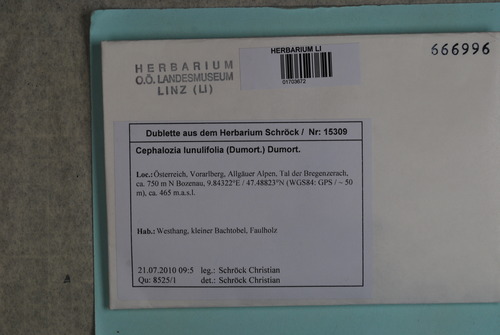 HERBARIUM
O.Ö. LANDESMUSEUM
LINZ (LI)
HERBARIUM LI
01703672
666996
Dublette aus dem Herbarium Schröck / Nr: 15309
Cephalozia lunulifolia (Dumort.) Dumort.
Loc.: Österreich, Vorarlberg, Allgäuer Alpen. Tal der Bregenzerach,
ca. 750 m N Bozenau, 9.84322°E / 47.48823°N (WGS84: GPS / ~ 50
m), ca. 465 m.a.s.l.
Hab.: Westhang, kleiner Bachtobel, Faulholz
21.07.2010 09:5 leg.: Schröck Christian
Qu: 8525/1 det.: Schröck Christian